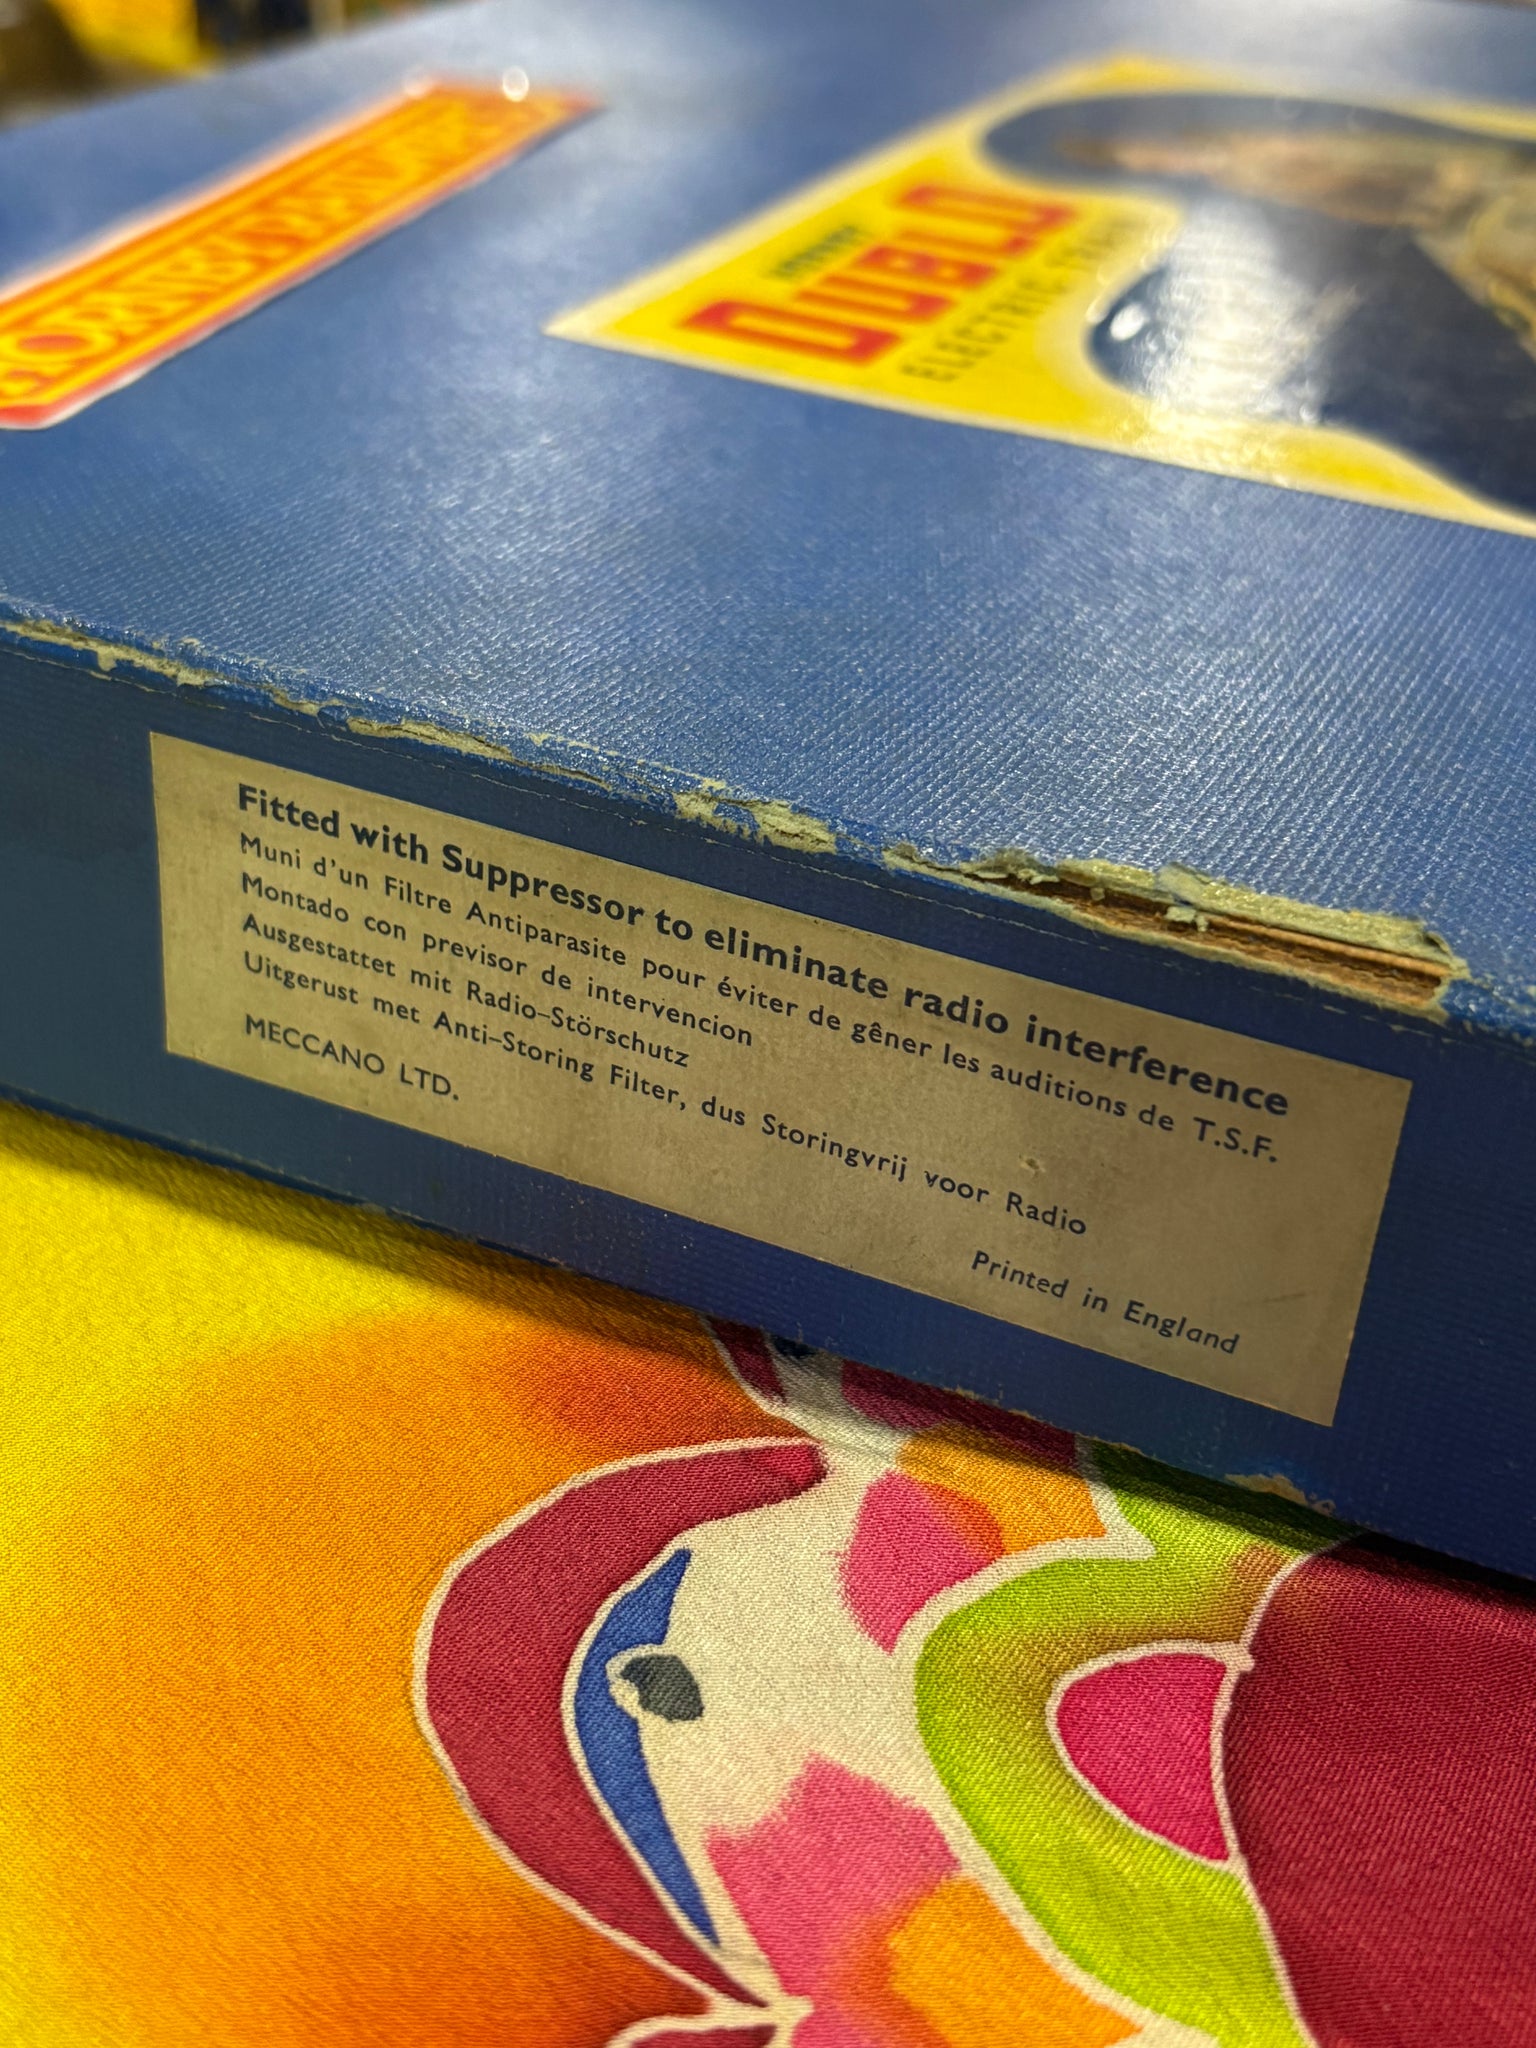 HORNBY
DUBLO
ELECTRIC TRAIN
Fitted with Suppressor to eliminate radio interference
Muni d'un Filtre Antiparasite pour éviter de gêner les auditions de T.S.F.
Montado con previsor de intervencion
Ausgestattet mit Radio-Störschutz
Uitgerust met Anti-Storing Filter, dus Storingvrij voor Radio
MECCANO LTD.
Printed in England